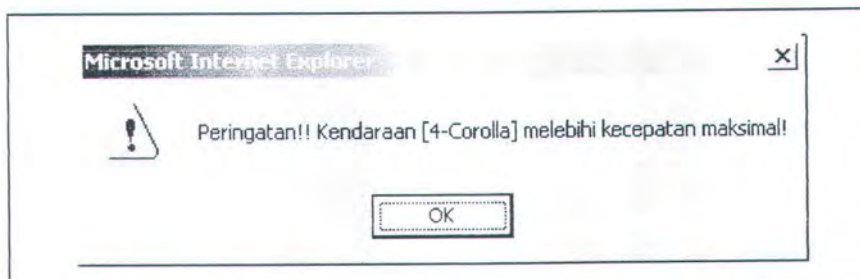 Microsoft Internet Explorer
Peringatan!! Kendaraan [4-Corolla] melebihi kecepatan maksimal!
OK